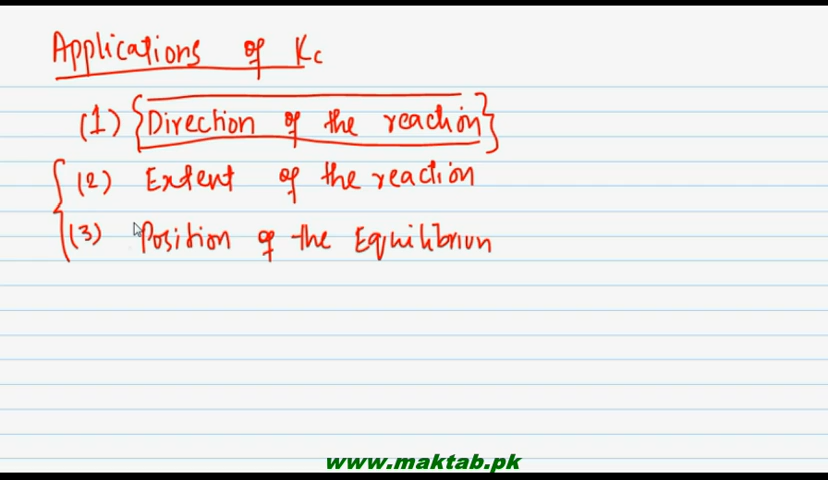 Applications of Kc
(1) Direction of the reaction
(2) Extent of the reaction
(3) Position of the Equilibrium
www.maktab.pk